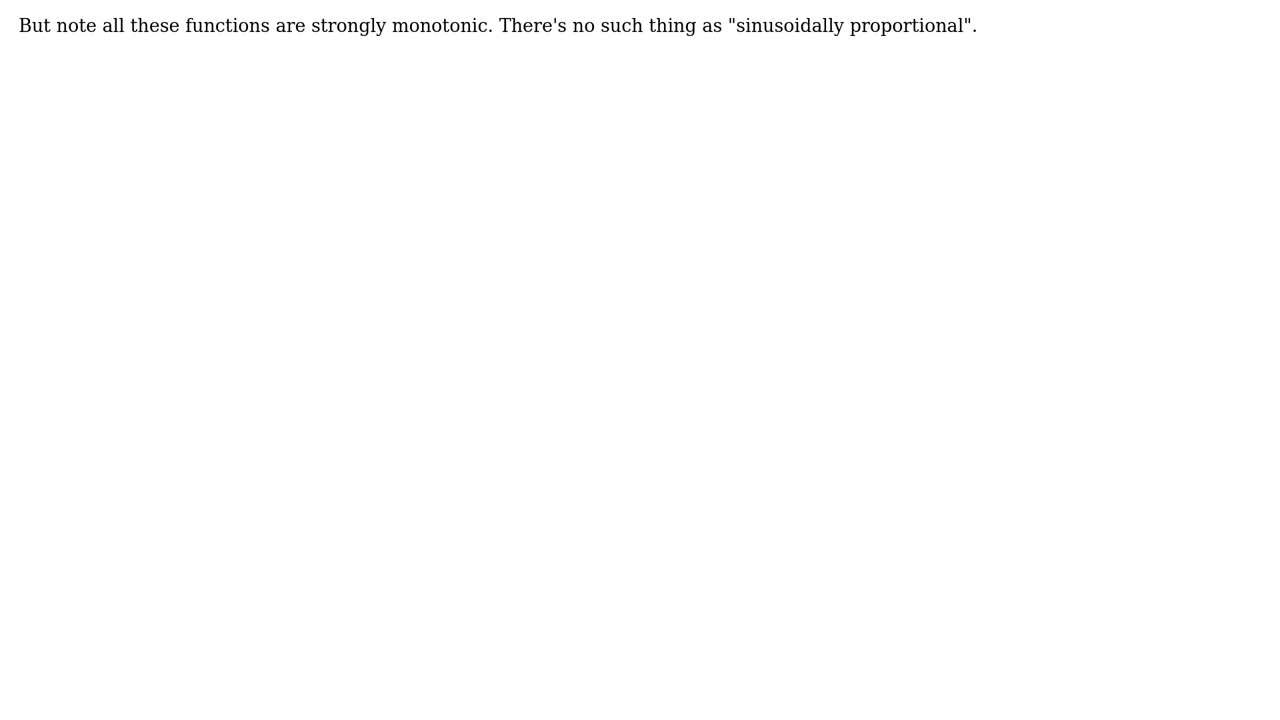 But note all these functions are strongly monotonic. There's no such thing as "sinusoidally proportional".